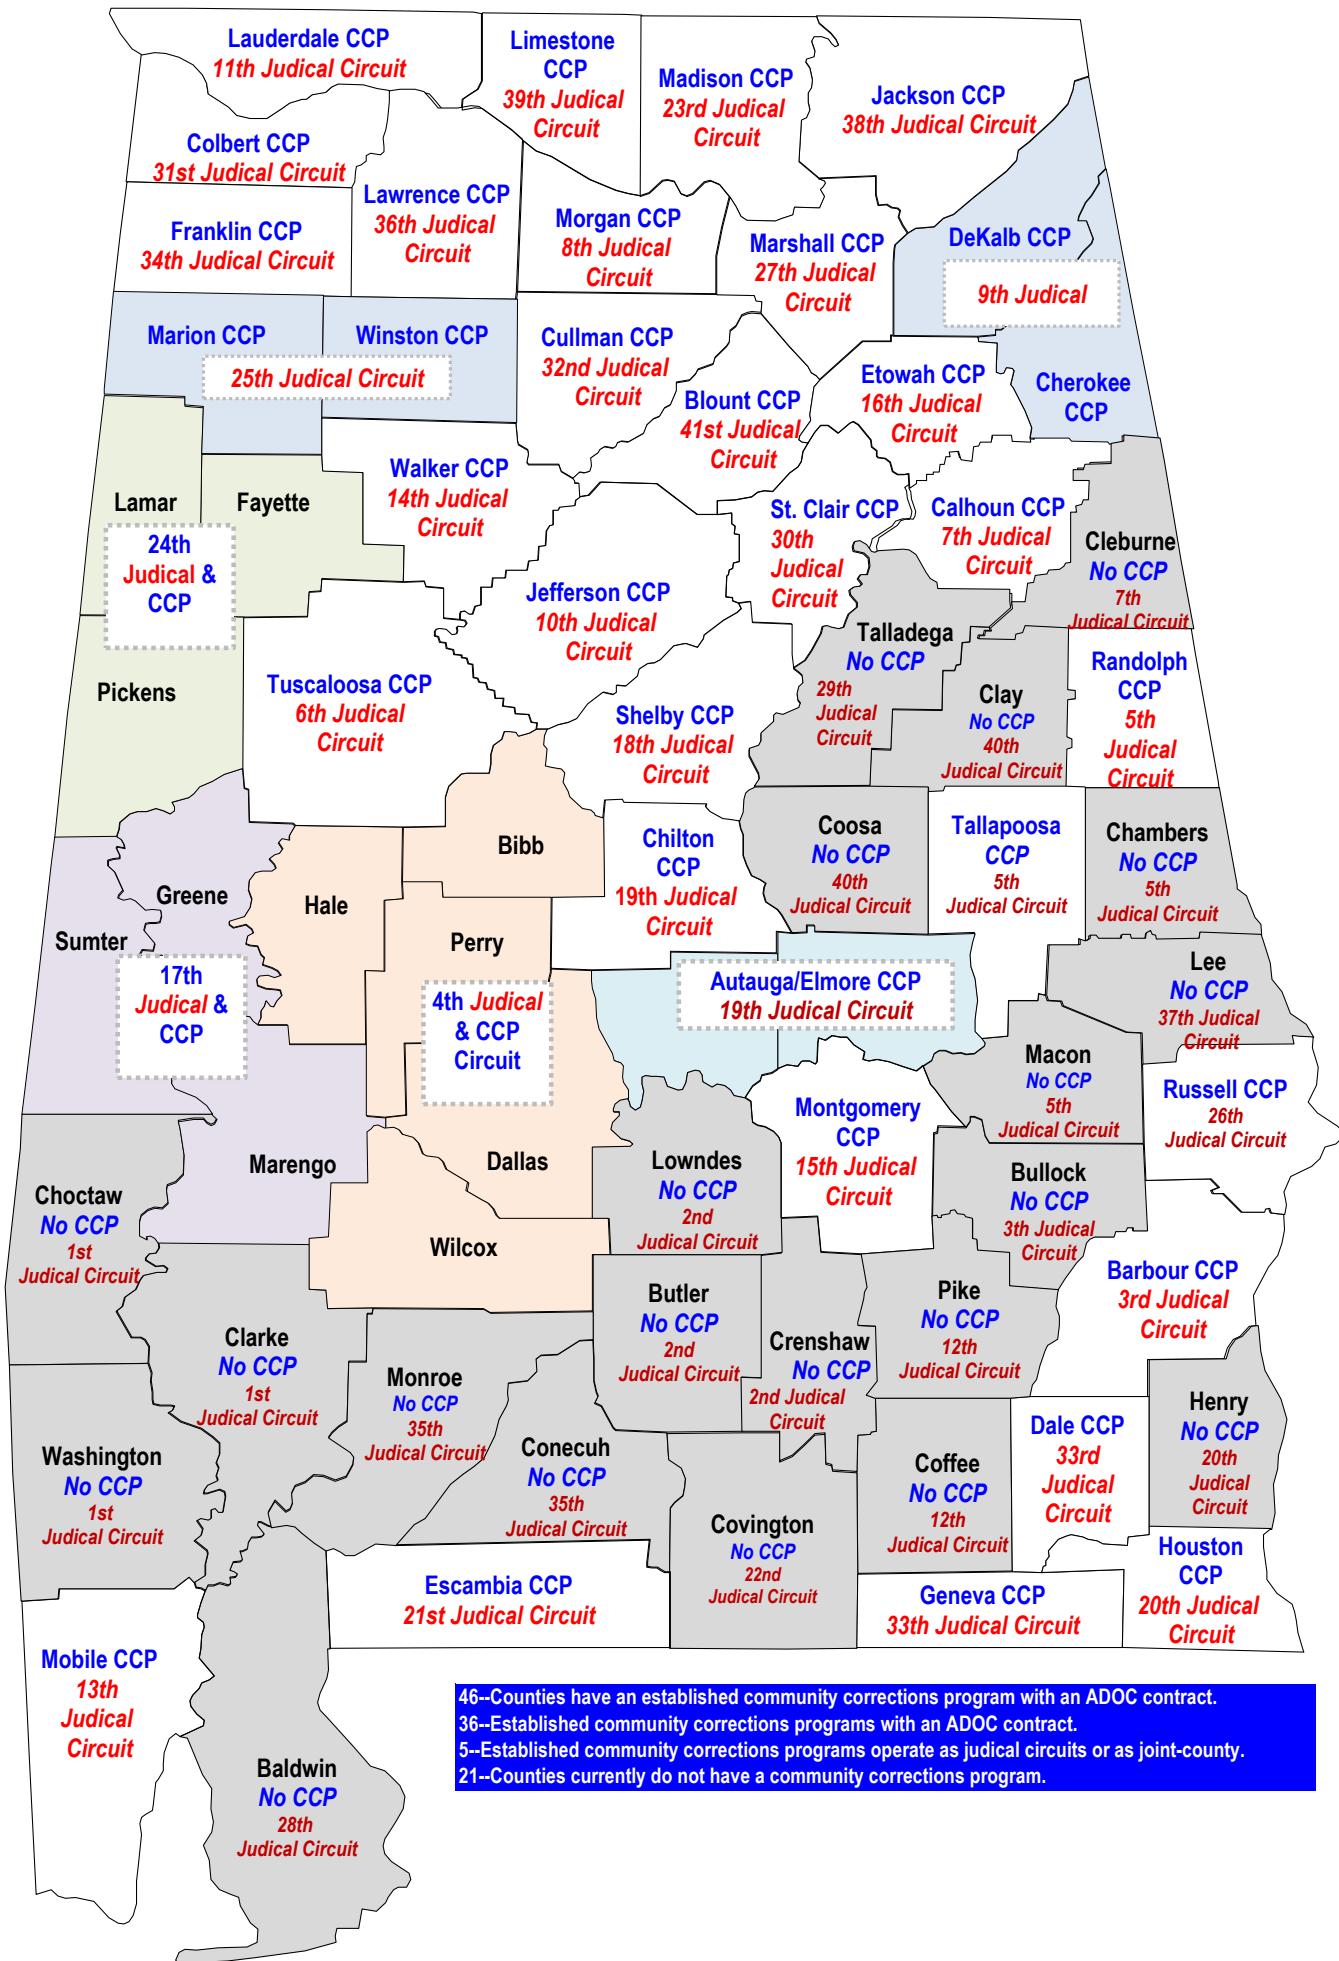 Lauderdale CCP
11th Judical Circuit
Limestone
CCP
39th Judical
Circuit
Madison CCP
23rd Judical
Circuit
Jackson CCP
38th Judical Circuit
Colbert CCP
31st Judical Circuit
Lawrence CCP
36th Judical
Circuit
Franklin CCP
34th Judical Circuit
Morgan CCP
8th Judical
Circuit
Marshall CCP
27th Judical
Circuit
DeKalb CCP
9th Judical
Cherokee
CCP
Marion CCP
Winston CCP
25th Judical Circuit
Cullman CCP
32nd Judical
Circuit
Blount CCP
41st Judical
Circuit
Etowah CCP
16th Judical
Circuit
Walker CCP
14th Judical
Circuit
Lamar
Fayette
24th
Judical &
CCP
Pickens
St. Clair CCP
30th
Judical
Circuit
Calhoun CCP
7th Judical
Circuit
Cleburne
No CCP
7th
Judical Circuit
Jefferson CCP
10th Judical
Circuit
Talladega
No CCP
29th
Judical
Circuit
Clay
No CCP
40th
Judical Circuit
Randolph
CCP
5th
Judical
Circuit
Tuscaloosa CCP
6th Judical
Circuit
Shelby CCP
18th Judical
Circuit
Bibb
Chilton
CCP
19th Judical
Circuit
Coosa
No CCP
40th
Judical Circuit
Tallapoosa
CCP
5th
Judical Circuit
Chambers
No CCP
5th
Judical Circuit
Greene
Hale
Sumter
Perry
17th
Judical &
CCP
4th Judical
& CCP
Circuit
Autauga/Elmore CCP
19th Judical Circuit
Lee
No CCP
37th Judical
Circuit
Macon
No CCP
5th
Judical Circuit
Russell CCP
26th
Judical Circuit
Montgomery
CCP
15th Judical
Circuit
Marengo
Dallas
Lowndes
No CCP
2nd
Judical Circuit
Bullock
No CCP
3th Judical
Circuit
Choctaw
No CCP
1st
Judical Circuit
Wilcox
Barbour CCP
3rd Judical
Circuit
Butler
No CCP
2nd
Judical Circuit
Pike
No CCP
12th
Judical Circuit
Clarke
No CCP
1st
Judical Circuit
Crenshaw
No CCP
2nd Judical
Circuit
Monroe
No CCP
35th
Judical Circuit
Henry
No CCP
20th
Judical
Circuit
Dale CCP
33rd
Judical
Circuit
Washington
No CCP
1st
Judical Circuit
Conecuh
No CCP
35th
Judical Circuit
Coffee
No CCP
12th
Judical Circuit
Covington
No CCP
22nd
Judical Circuit
Houston
CCP
20th Judical
Circuit
Escambia CCP
21st Judical Circuit
Geneva CCP
33th Judical Circuit
Mobile CCP
13th
Judical
Circuit
Baldwin
No CCP
28th
Judical Circuit
46--Counties have an established community corrections program with an ADOC contract.
36--Established community corrections programs with an ADOC contract.
5--Established community corrections programs operate as judical circuits or as joint-county.
21--Counties currently do not have a community corrections program.